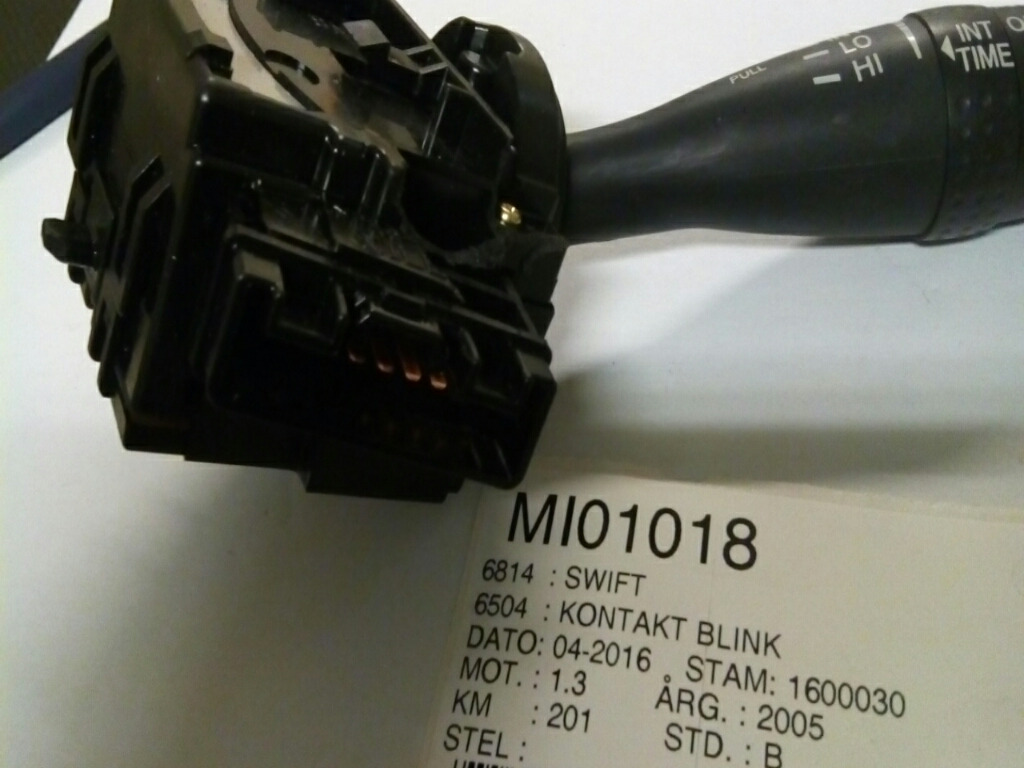 LO
HI
PULL
INT
TIME
MI01018
6814 : SWIFT
6504 : KONTAKT BLINK
DATO: 04-2016 STAM: 1600030
MOT. : 1.3 ÅRG. : 2005
KM : 201 STD. : B
STEL :